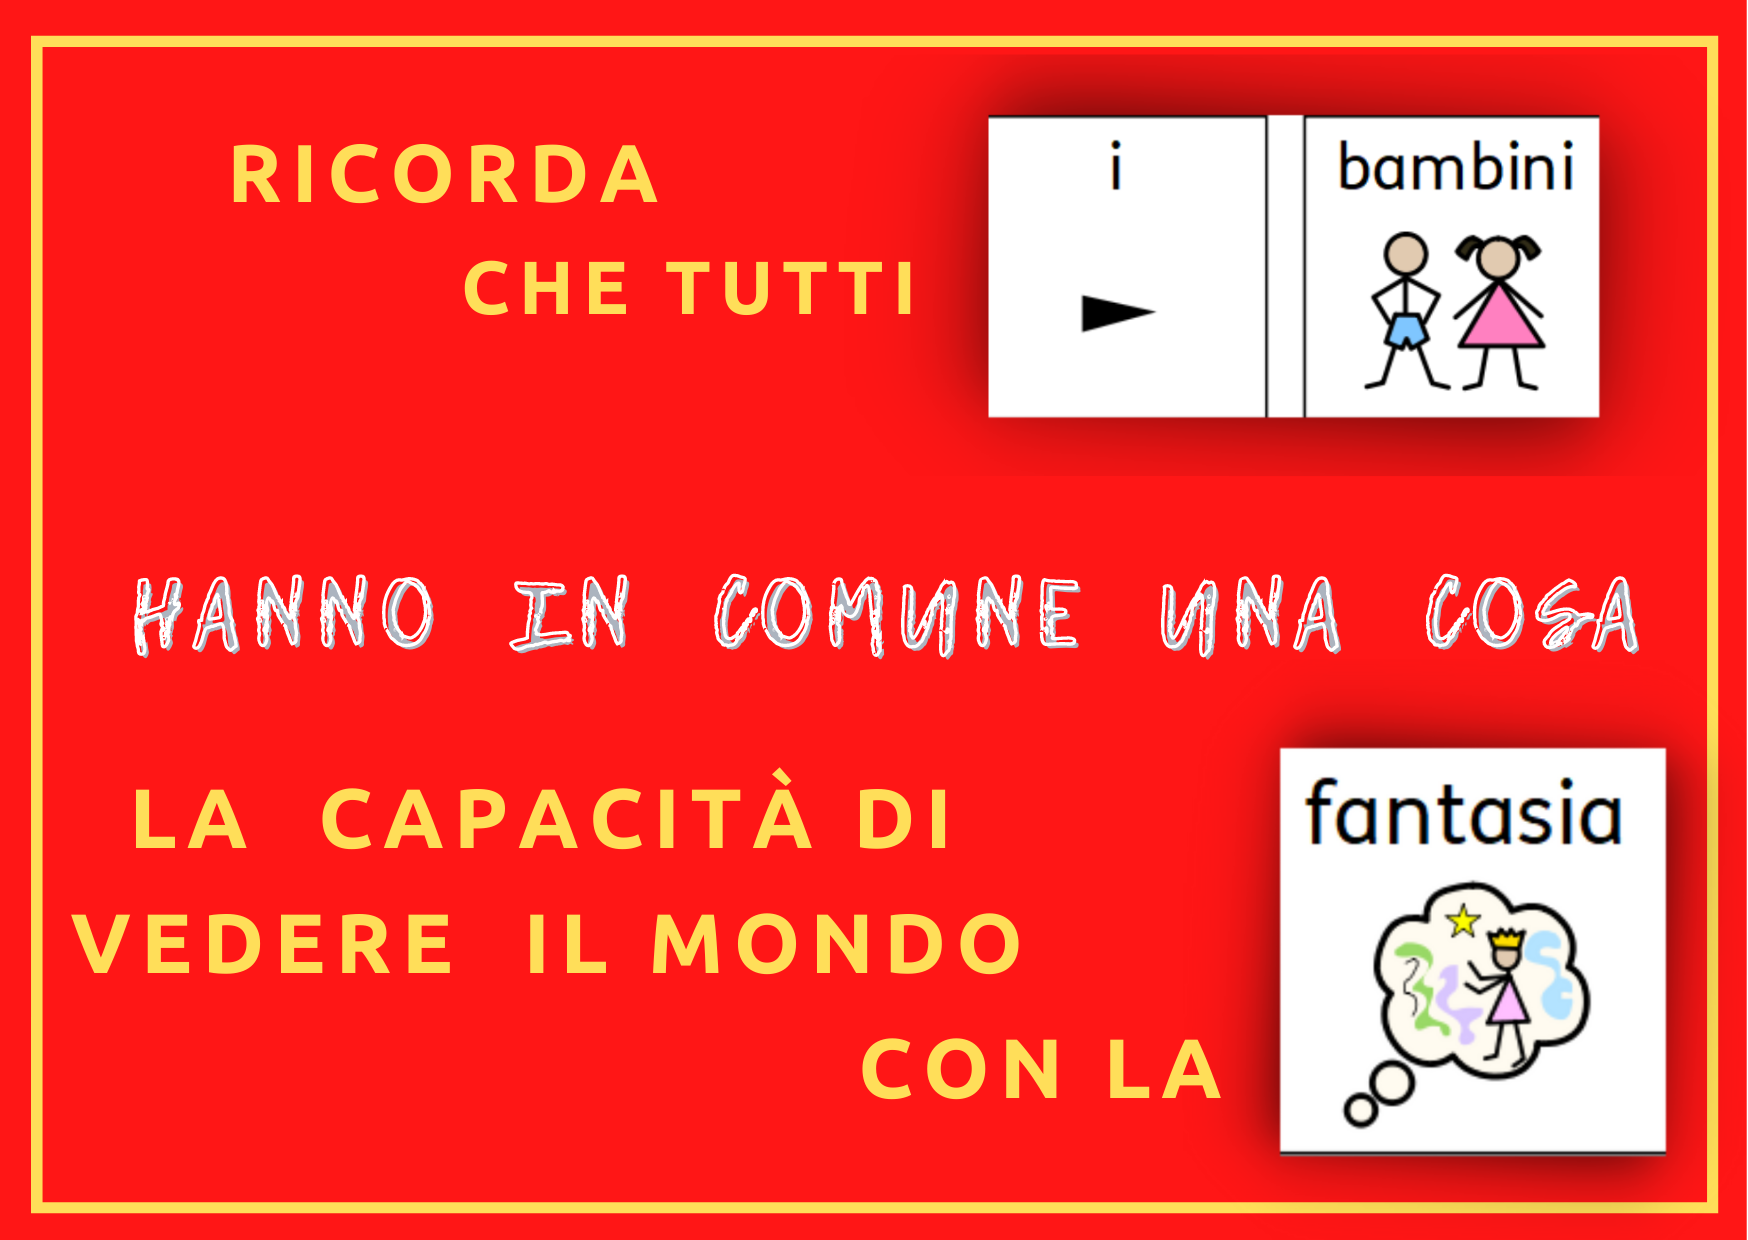 RICORDA
CHE TUTTI
i bambini
HANNO IN COMUNE UNA COSA
LA CAPACITÀ DI
VEDERE IL MONDO
CON LA
fantasia